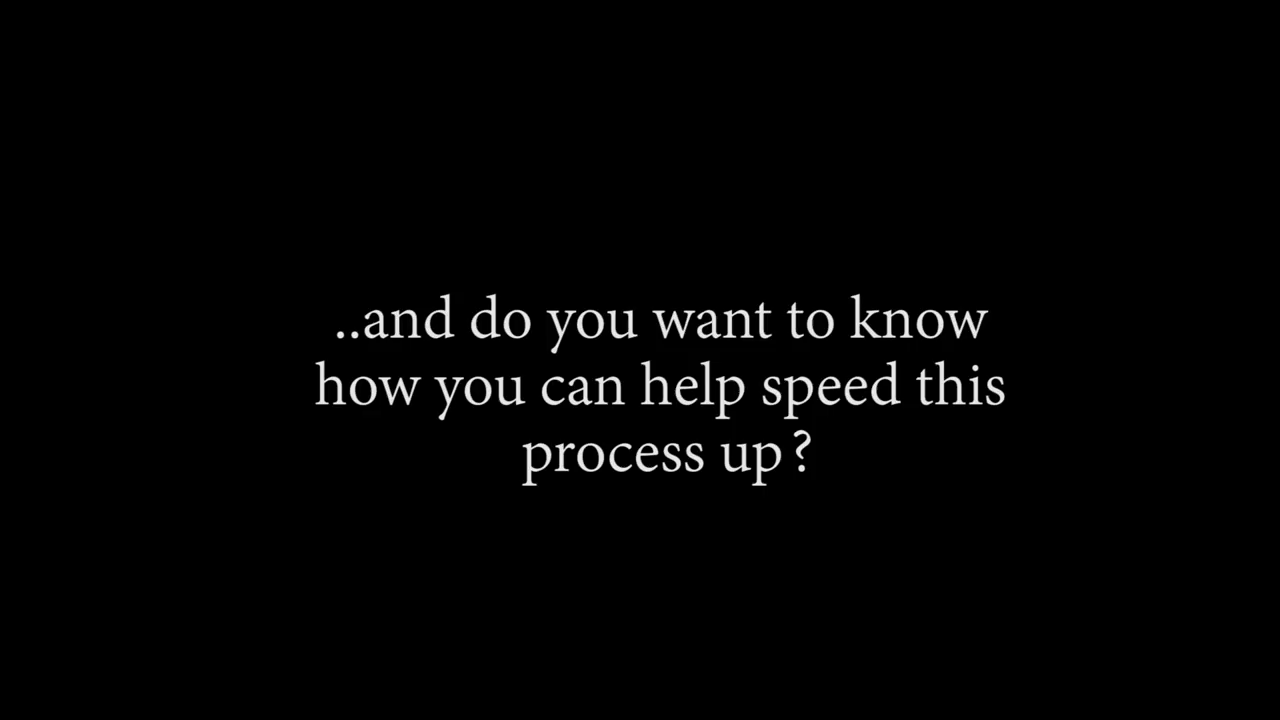 ..and do you want to know
how you can help speed this
process up?